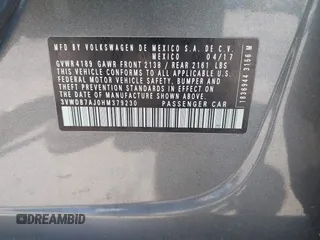 MFD BY VOLKSWAGEN DE MEXICO S.A. DE C.V.
MEXICO 04/17
GVWR 4189 GAWR FRONT 2138 / REAR 2161 LBS
THIS VEHICLE CONFORMS TO ALL APPLICABLE
FEDERAL MOTOR VEHICLE SAFETY, BUMPER AND
THEFT PREVENTION STANDARDS IN EFFECT ON
THE DATE OF MANUFACTURE SHOWN ABOVE.
3VWDB7AJ0HM379230 PASSENGER CAR
1036944 3156 M
DREAMBID